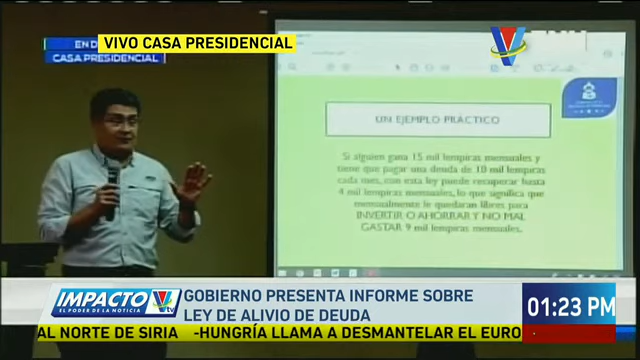 EN D
VIVO CASA PRESIDENCIAL
CASA PRESIDENCIAL
UN EJEMPLO PRÁCTICO
Si alguien gana 15 mil lempiras mensuales y
tiene que pagar una deuda de 10 mil lempiras
cada mes, con esta ley puede recuperar hasta
4 mil lempiras mensuales, lo que significa que
mensualmente le quedaran libres para
INVERTIR O AHORRAR Y NO MAL
GASTAR 9 mil lempiras mensuales.
IMPACTO V tv
EL PODER DE LA NOTICIA
GOBIERNO PRESENTA INFORME SOBRE
LEY DE ALIVIO DE DEUDA
01:23 PM
AL NORTE DE SIRIA -HUNGRÍA LLAMA A DESMANTELAR EL EURO